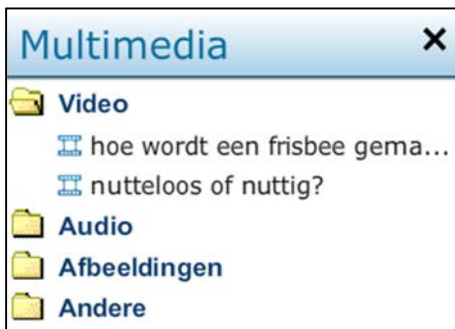 Multimedia
Video
hoe wordt een frisbee gema...
nutteloos of nuttig?
Audio
Afbeeldingen
Andere